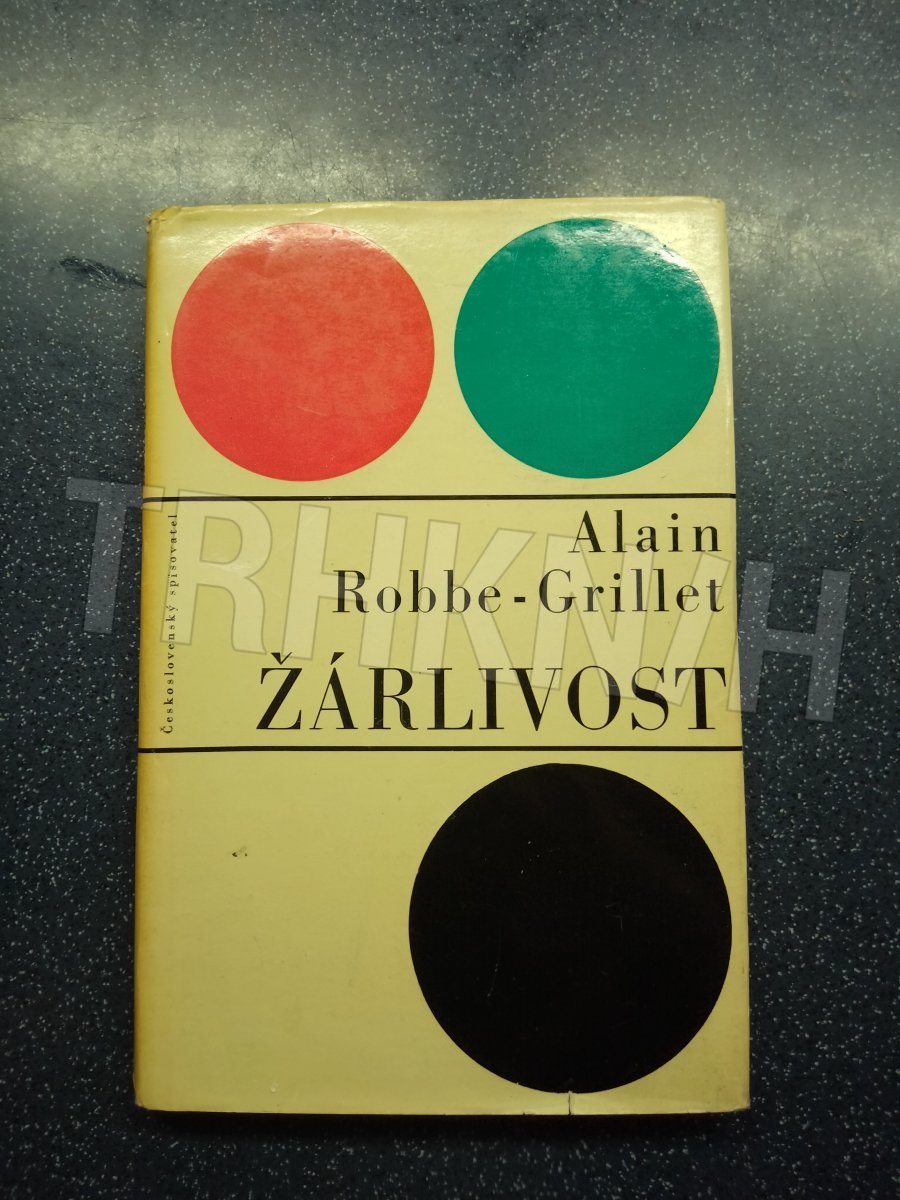 Alain
Robbe-Grillet
ŽÁRLIVOST
Československý spisovatel
TRHKNIH